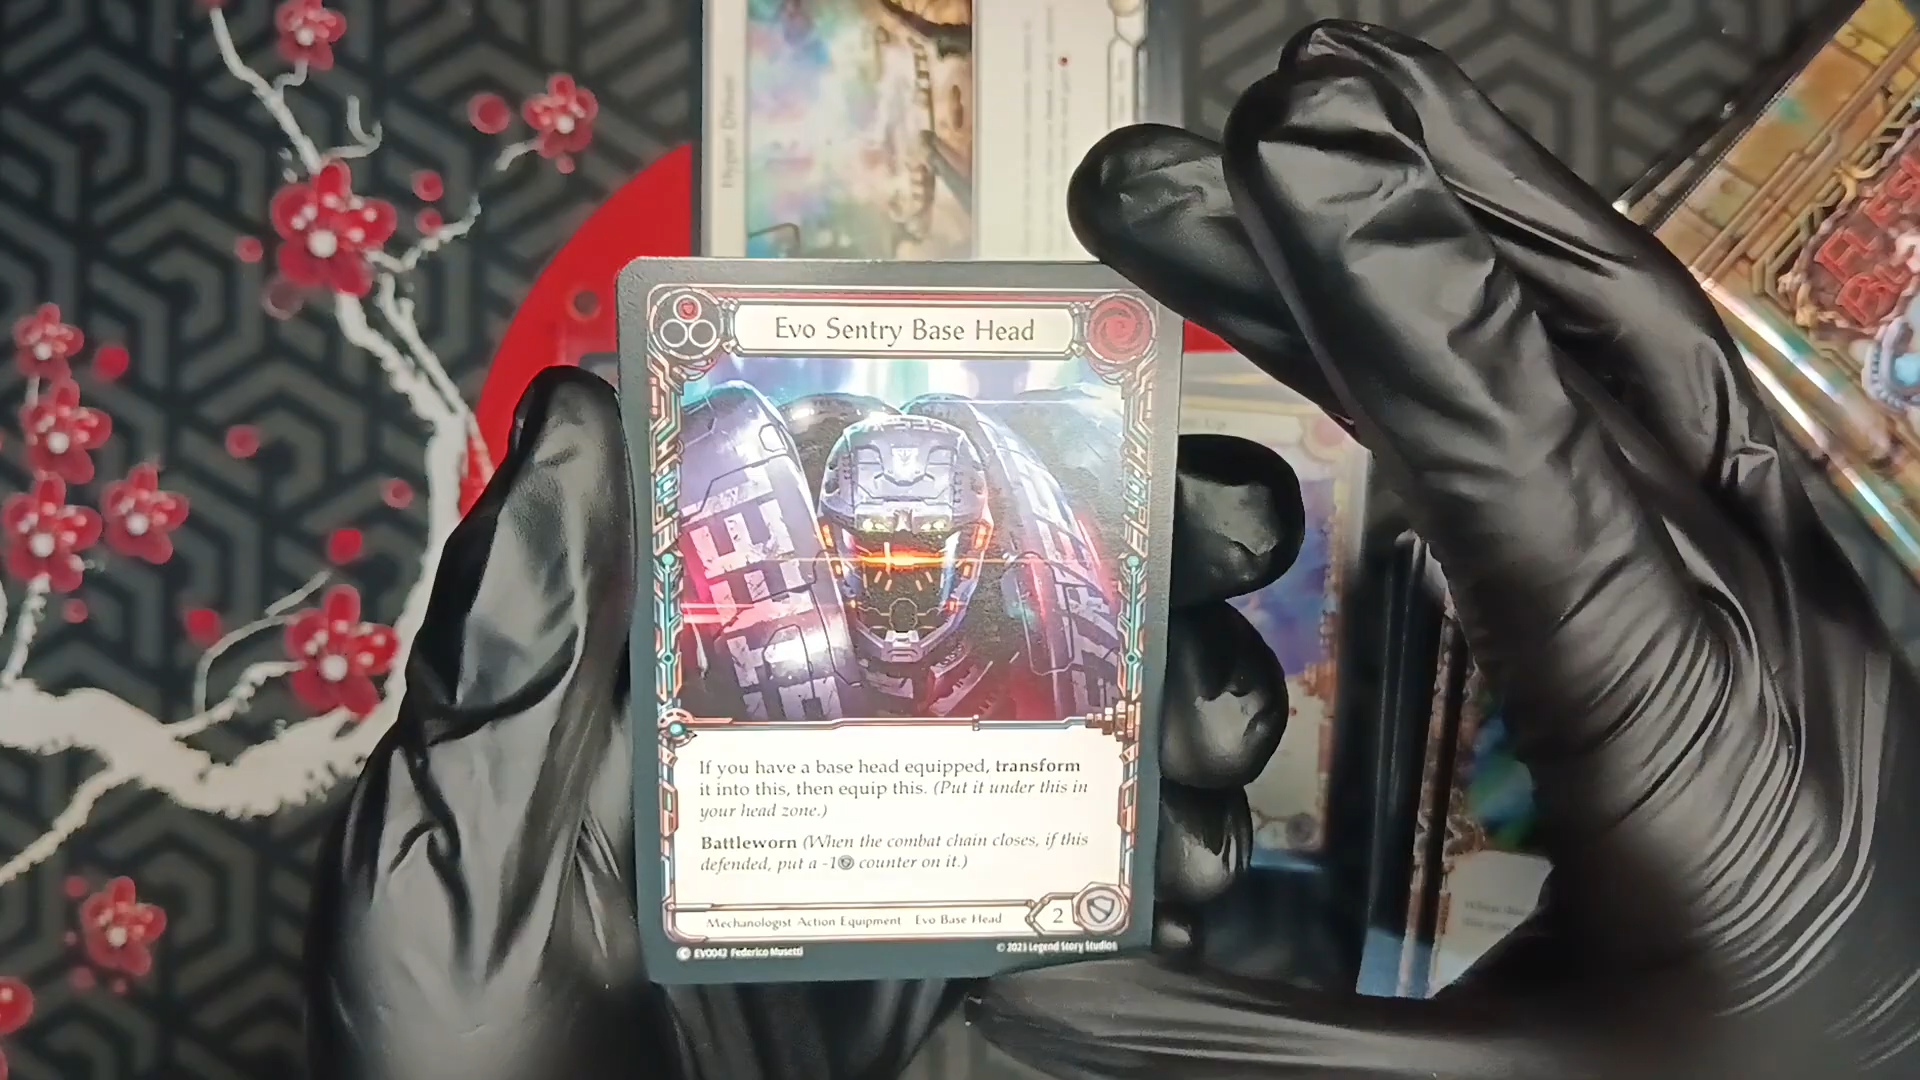 Hyper Driver
Evo Sentry Base Head
If you have a base head equipped, transform
it into this, then equip this. (Put it under this in
your head zone.)
Battleworn (When the combat chain closes, if this
defended, put a -1 counter on it.)
Mechanologist Action Equipment Evo Base Head
2
C EVO042 Federico Musetti
© 2023 Legend Story Studios